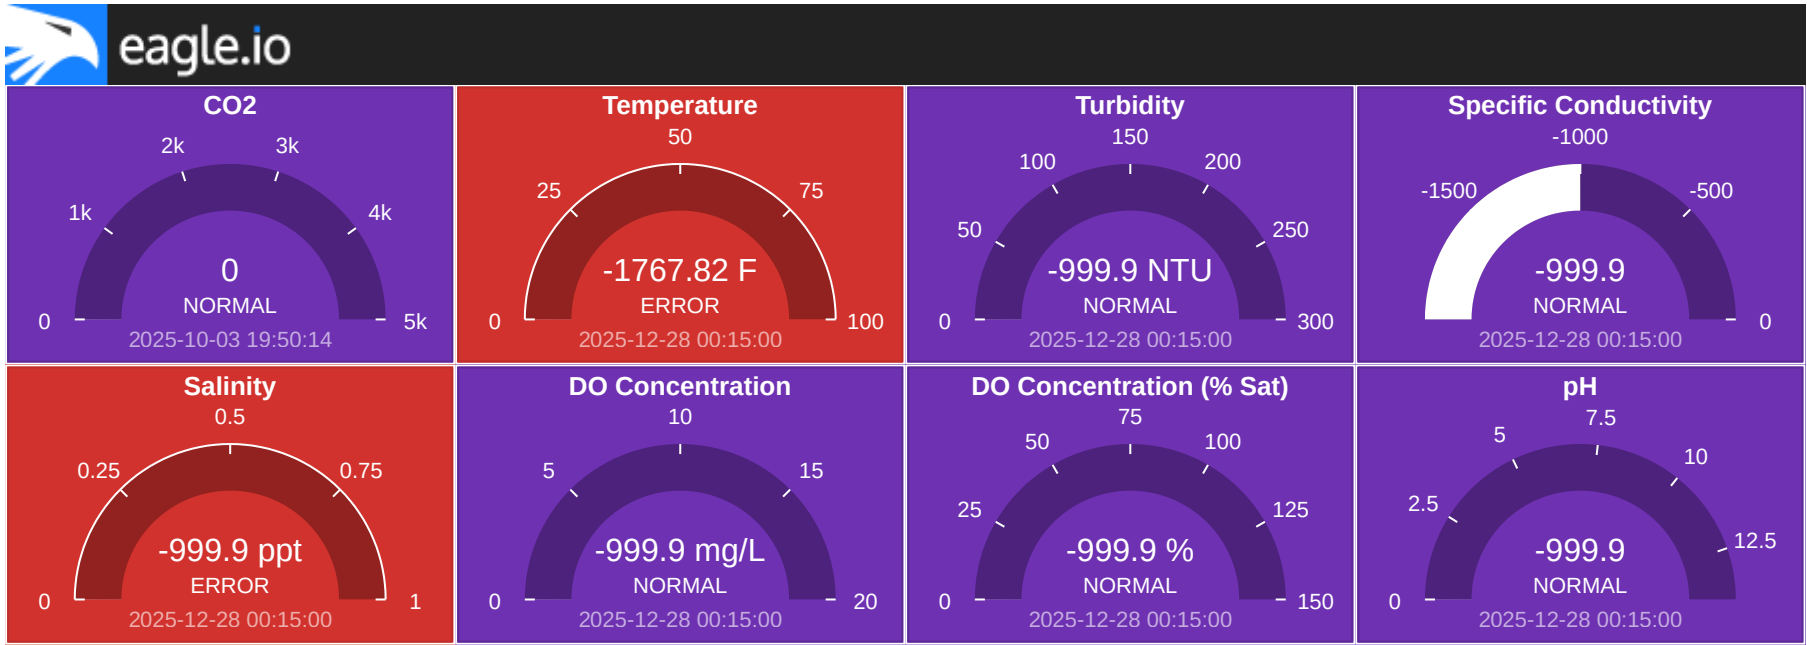 eagle.io
CO2
2k 3k
1k 4k
0
NORMAL
0 5k
2025-10-03 19:50:14
Temperature
50
25 75
-1767.82 F
ERROR
0 100
2025-12-28 00:15:00
Turbidity
150
100 200
50 250
-999.9 NTU
NORMAL
0 300
2025-12-28 00:15:00
Specific Conductivity
-1000
-1500 -500
-999.9
NORMAL
0
2025-12-28 00:15:00
Salinity
0.5
0.25 0.75
-999.9 ppt
ERROR
0 1
2025-12-28 00:15:00
DO Concentration
10
5 15
-999.9 mg/L
NORMAL
0 20
2025-12-28 00:15:00
DO Concentration (% Sat)
75
50 100
25 125
-999.9 %
NORMAL
0 150
2025-12-28 00:15:00
pH
7.5
5 10
2.5 12.5
-999.9
NORMAL
0
2025-12-28 00:15:00